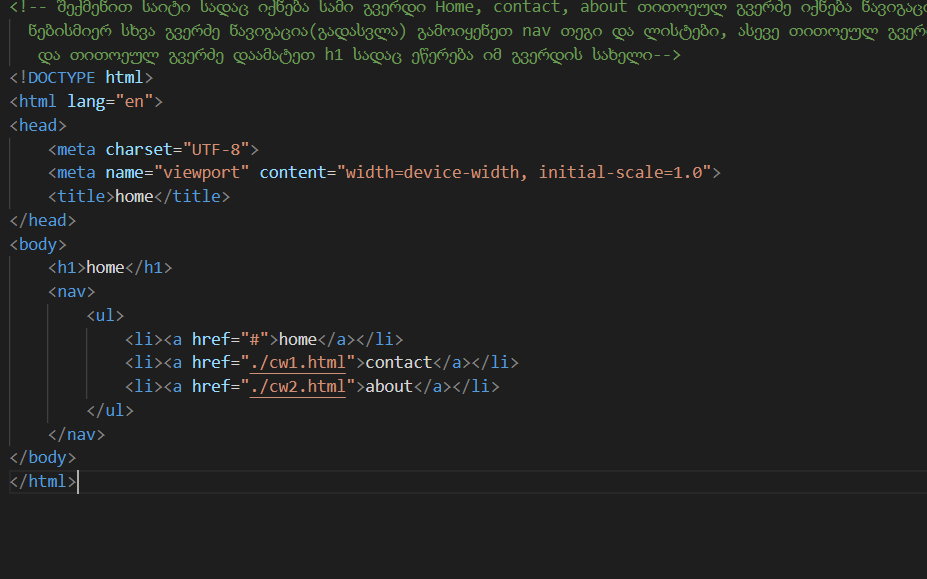 <!-- შექმენით საიტი სადაც იქნება სამი გვერდი Home, contact, about თითოეულ გვერძე იქნება
ნებისმიერ სხვა გვერძე ნავიგაცია(გადასვლა) გამოიყენეთ nav თეგი და ლისტები, ასევე თითოეულ
და თითოეულ გვერძე დაამატეთ h1 სადაც ეწერება იმ გვერდის სახელი-->
<!DOCTYPE html>
<html lang="en">
<head>
<meta charset="UTF-8">
<meta name="viewport" content="width=device-width, initial-scale=1.0">
<title>home</title>
</head>
<body>
<h1>home</h1>
<nav>
<ul>
<li><a href="#">home</a></li>
<li><a href="./cw1.html">contact</a></li>
<li><a href="./cw2.html">about</a></li>
</ul>
</nav>
</body>
</html>